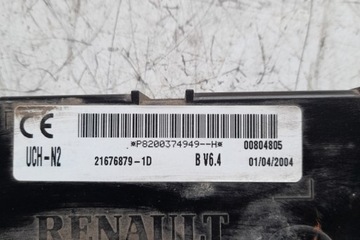 CE
.*P8200374949--H* 00804805
UCH-N2 21676879-1D B V6.4 01/04/2004
RENAULT